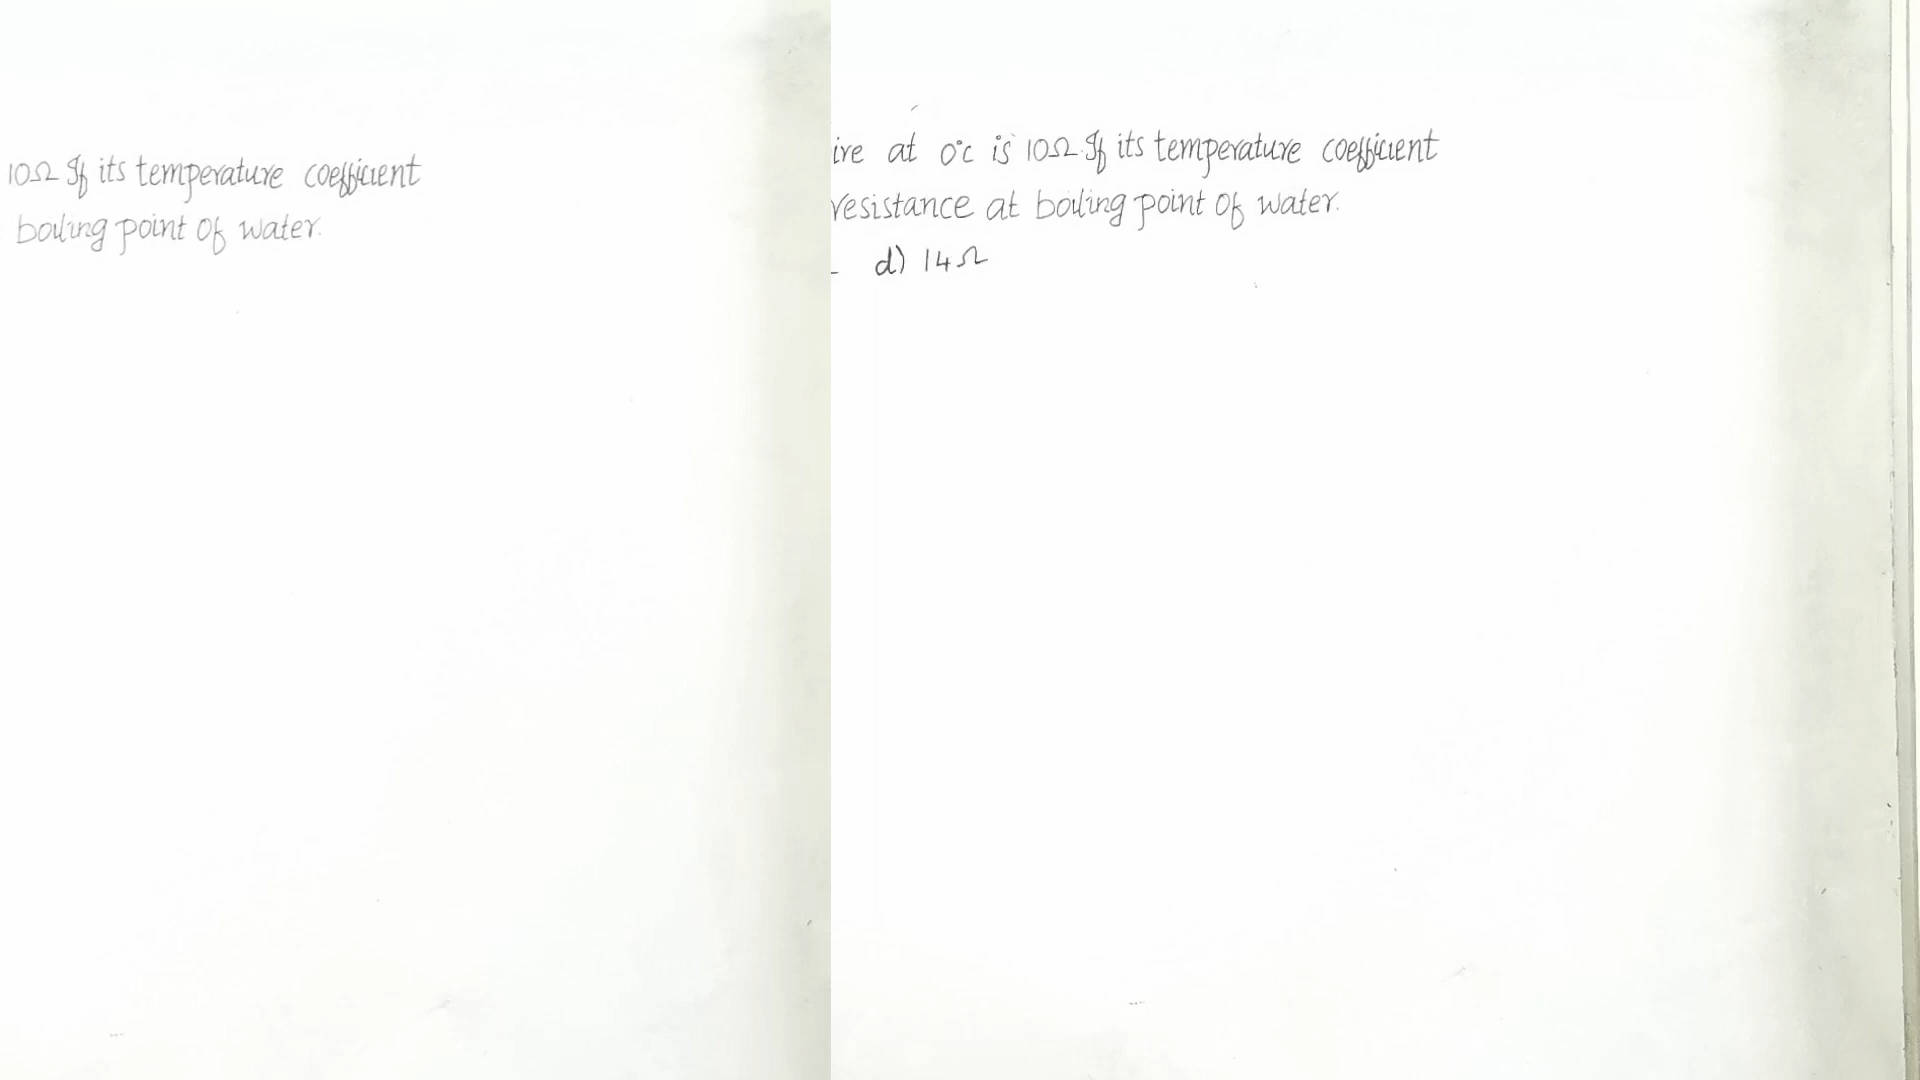 10Ω If its temperature coefficient
boiling point of water.
ire at 0°c is 10Ω. If its temperature coefficient
resistance at boiling point of water.
d) 14Ω